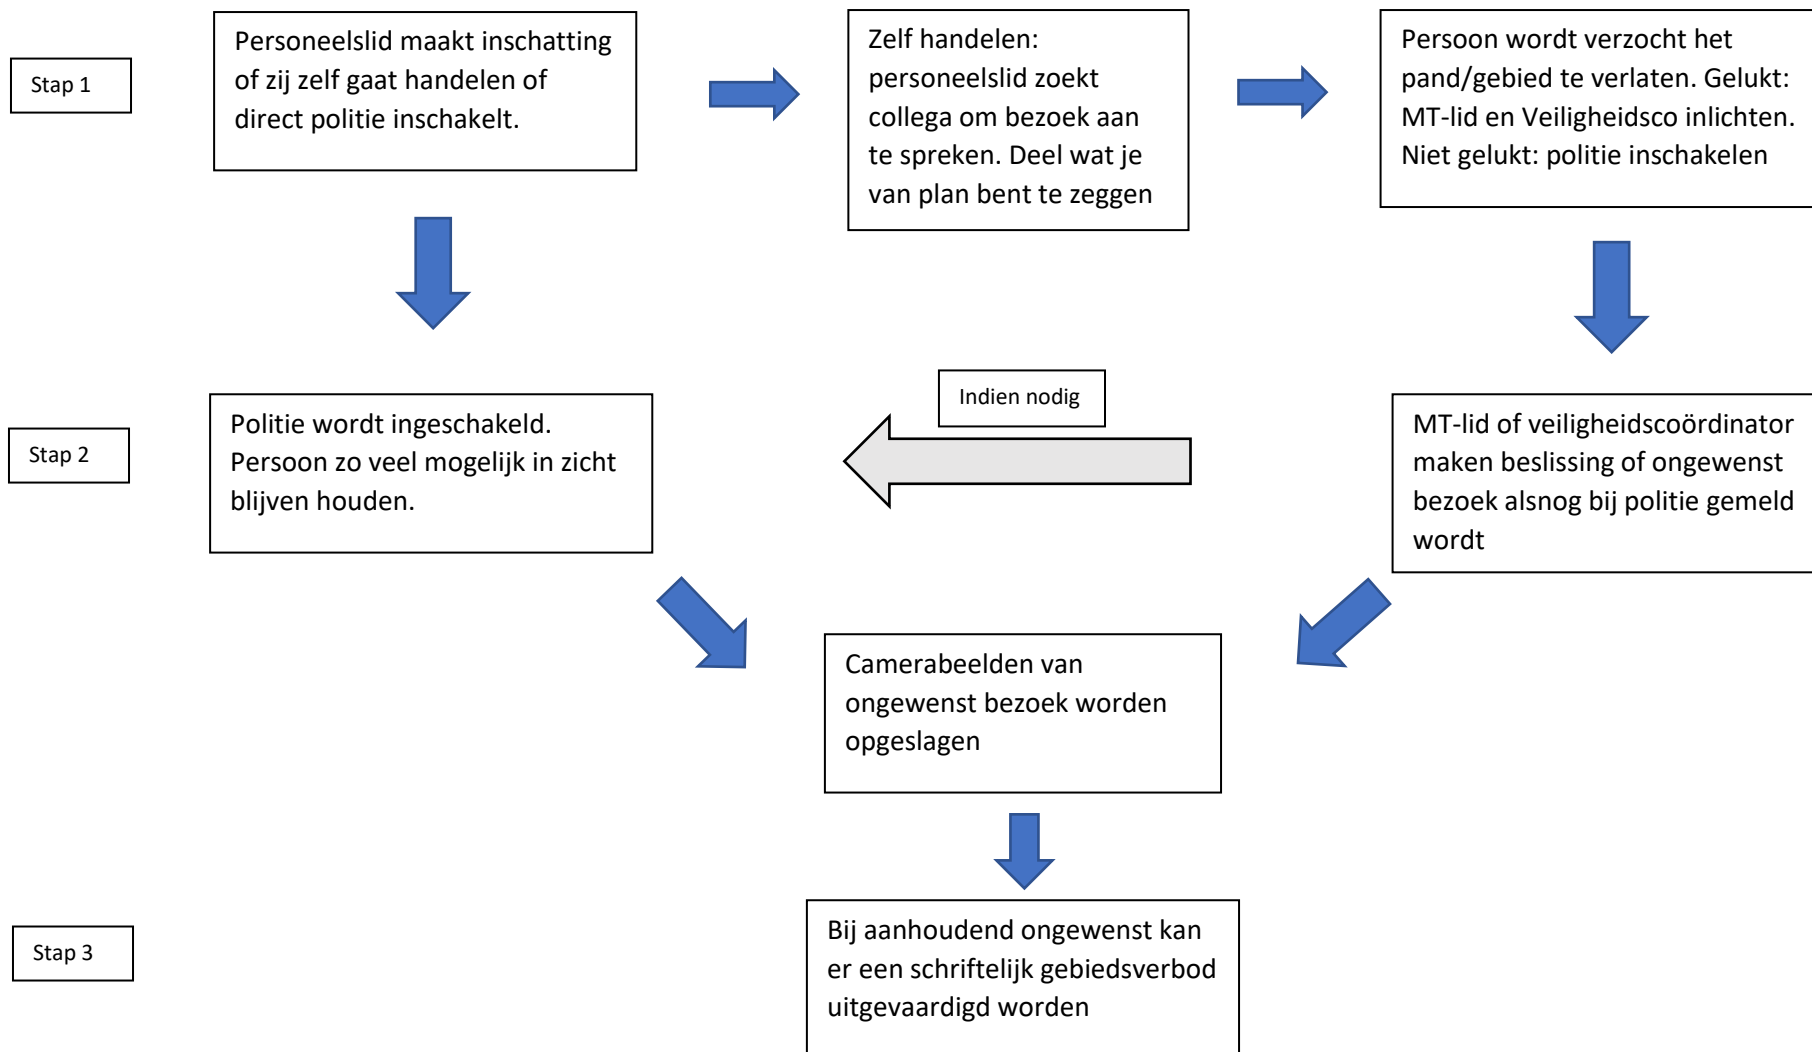 Stap 1
Personeelslid maakt inschatting
of zij zelf gaat handelen of
direct politie inschakelt.
Zelf handelen:
personeelslid zoekt
collega om bezoek aan
te spreken. Deel wat je
van plan bent te zeggen
Persoon wordt verzocht het
pand/gebied te verlaten. Gelukt:
MT-lid en Veiligheidsco inlichten.
Niet gelukt: politie inschakelen
Stap 2
Politie wordt ingeschakeld.
Persoon zo veel mogelijk in zicht
blijven houden.
Indien nodig
MT-lid of veiligheidscoördinator
maken beslissing of ongewenst
bezoek alsnog bij politie gemeld
wordt
Camerabeelden van
ongewenst bezoek worden
opgeslagen
Stap 3
Bij aanhoudend ongewenst kan
er een schriftelijk gebiedsverbod
uitgevaardigd worden